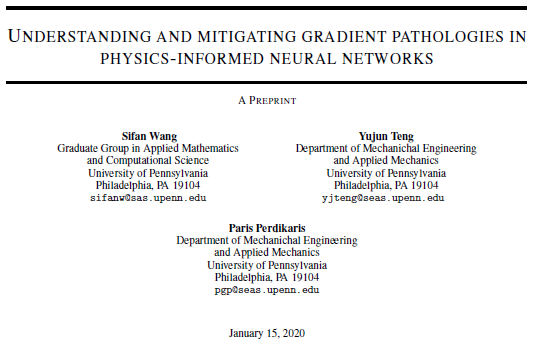 UNDERSTANDING AND MITIGATING GRADIENT PATHOLOGIES IN
PHYSICS-INFORMED NEURAL NETWORKS
A PREPRINT
Sifan Wang
Graduate Group in Applied Mathematics
and Computational Science
University of Pennsylvania
Philadelphia, PA 19104
sifanw@sas.upenn.edu
Yujun Teng
Department of Mechanichal Engineering
and Applied Mechanics
University of Pennsylvania
Philadelphia, PA 19104
yjteng@seas.upenn.edu
Paris Perdikaris
Department of Mechanichal Engineering
and Applied Mechanics
University of Pennsylvania
Philadelphia, PA 19104
pgp@seas.upenn.edu
January 15, 2020